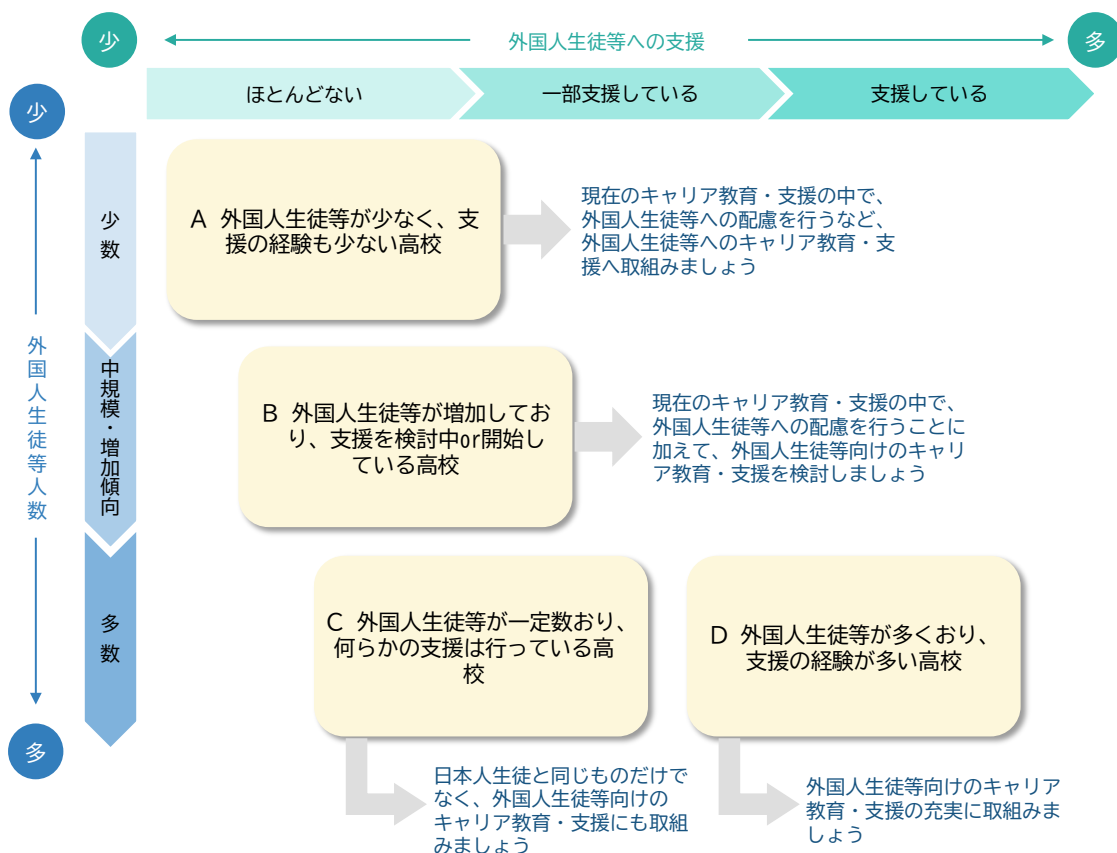 少
外国人生徒等への支援
多
ほとんどない
一部支援している
支援している
少
外国人生徒等人数
多
少数
中規模・増加傾向
多数
A 外国人生徒等が少なく、支
援の経験も少ない高校
現在のキャリア教育・支援の中で、
外国人生徒等への配慮を行うなど、
外国人生徒等へのキャリア教育・支
援へ取組みましょう
B 外国人生徒等が増加してお
り、支援を検討中or開始し
ている高校
現在のキャリア教育・支援の中で、
外国人生徒等への配慮を行うことに
加えて、外国人生徒等向けのキャリ
ア教育・支援を検討しましょう
C 外国人生徒等が一定数おり、
何らかの支援は行っている高
校
D 外国人生徒等が多くおり、
支援の経験が多い高校
日本人生徒と同じものだけで
なく、外国人生徒等向けの
キャリア教育・支援にも取組
みましょう
外国人生徒等向けのキャリア
教育・支援の充実に取組みま
しょう